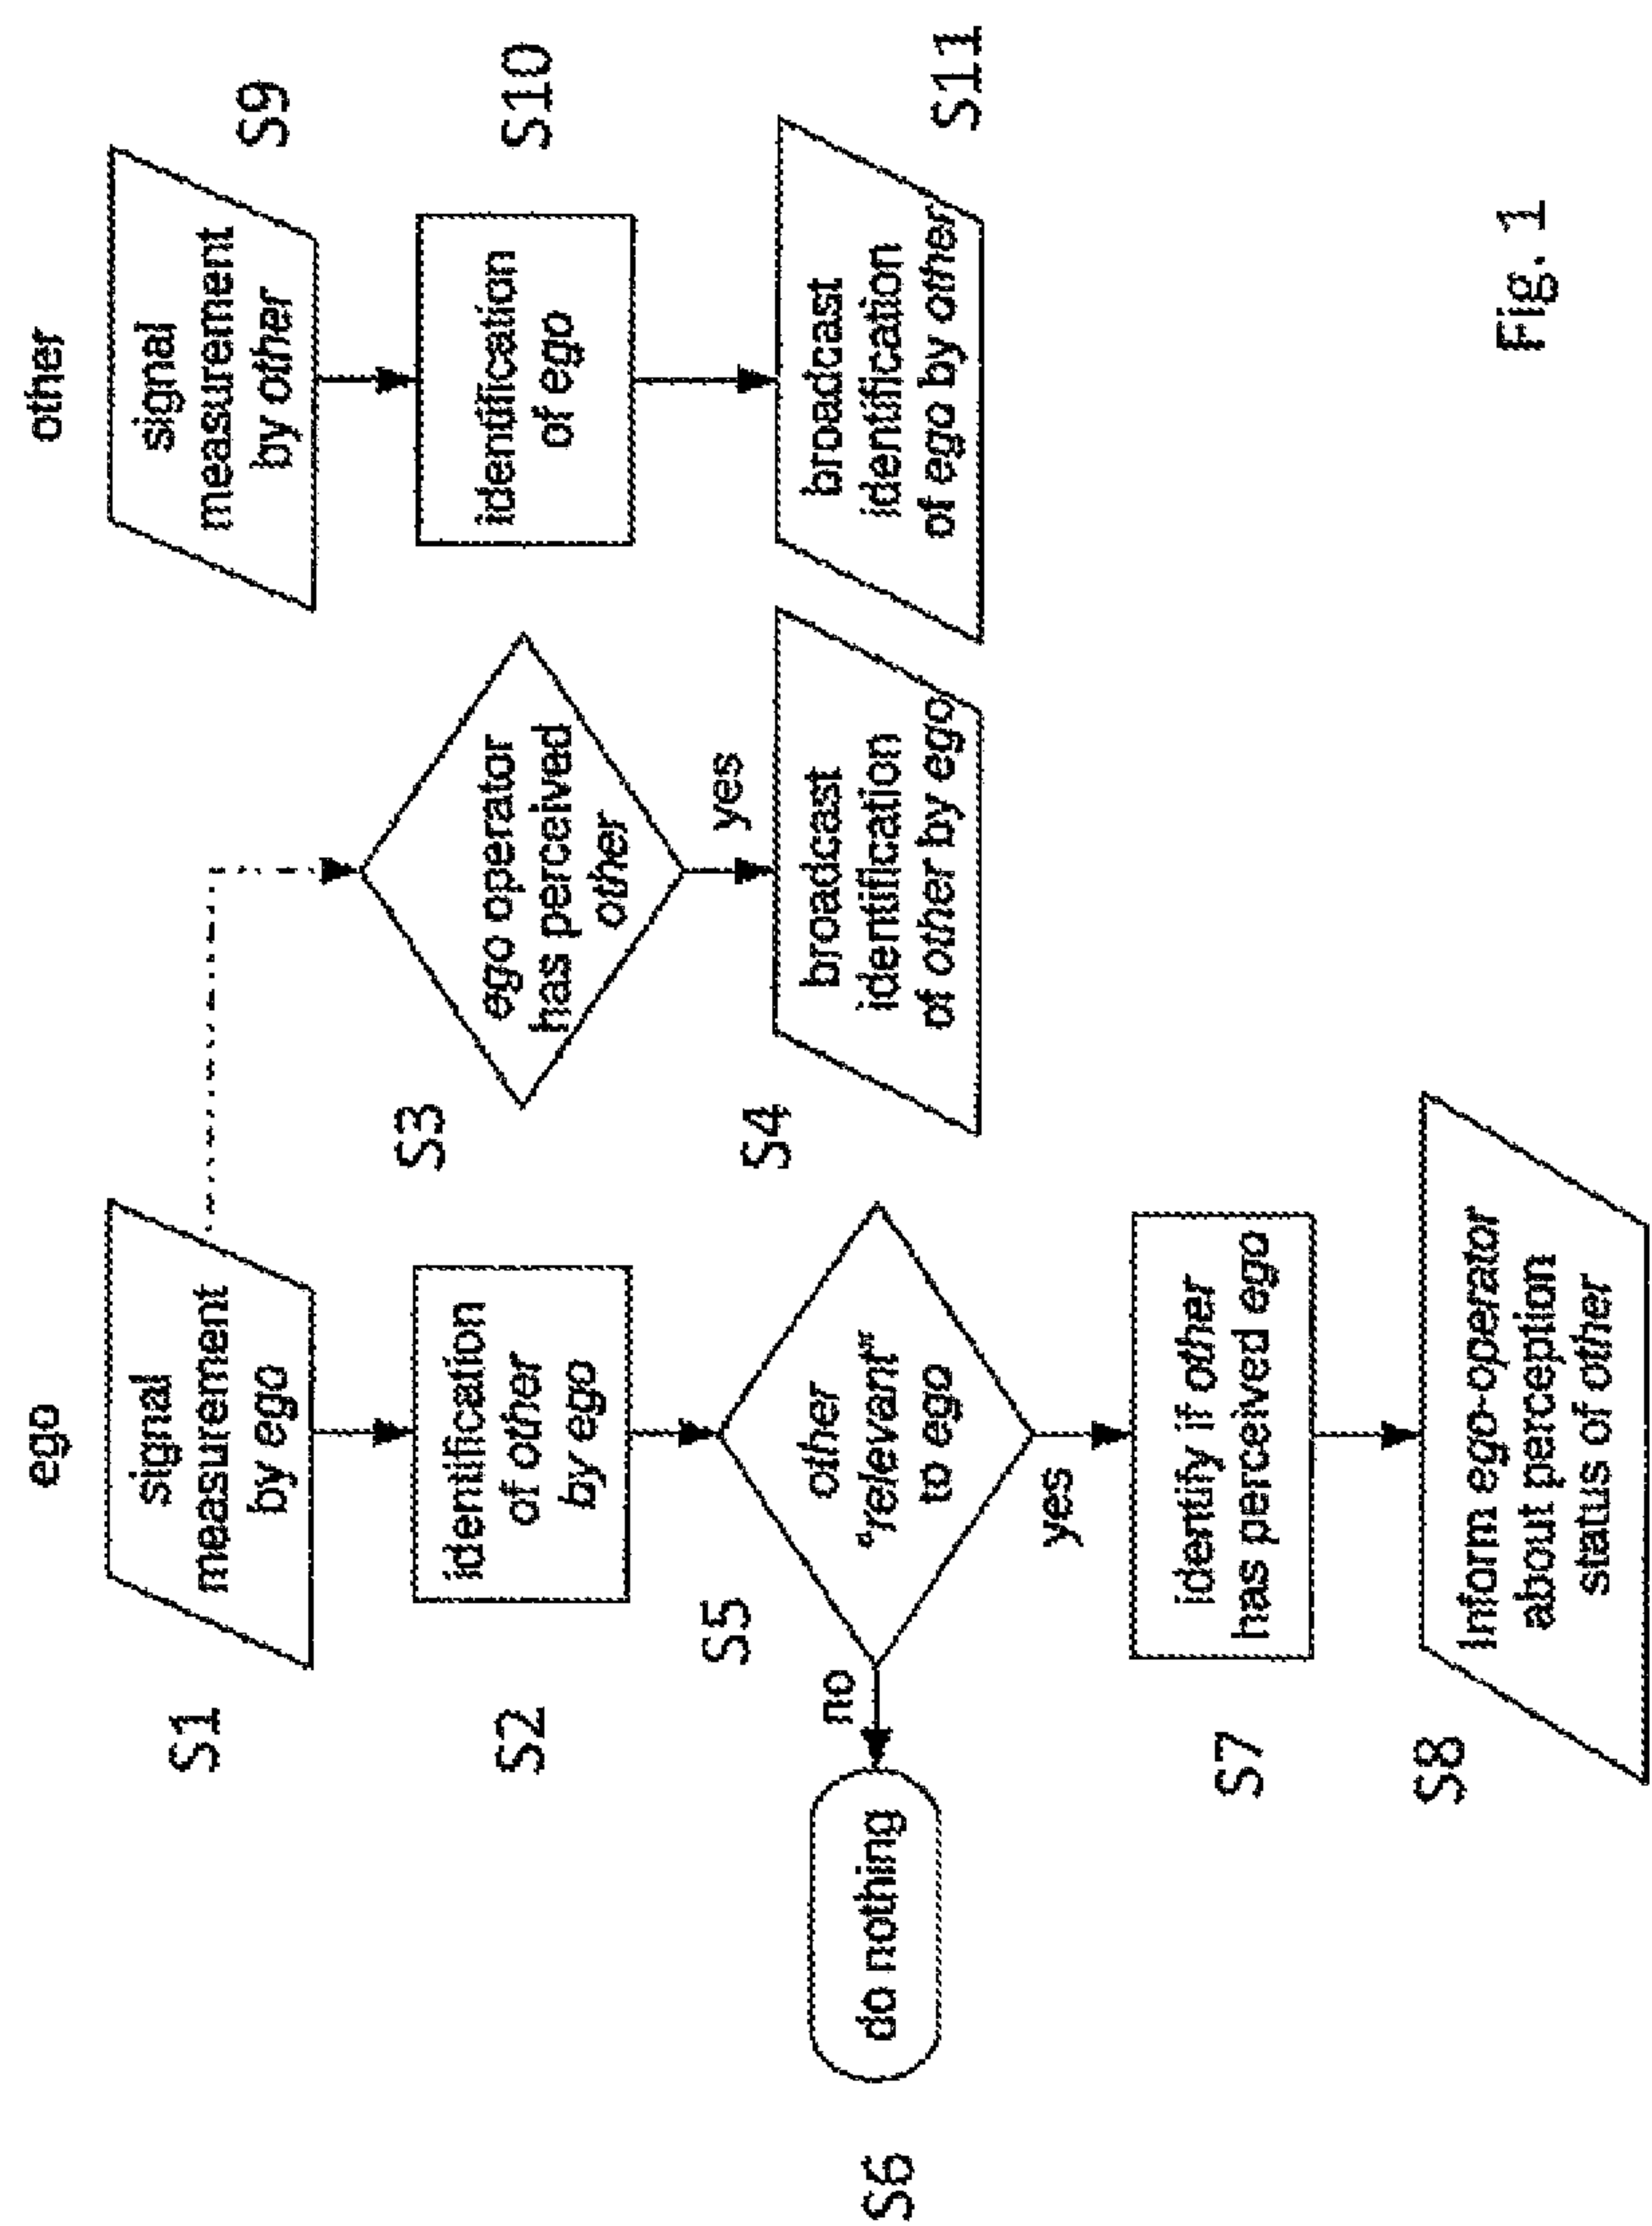 ego
other
S1
signal
measurement
by ego
signal
measurement
by other
S9
S2
identification
of other
by ego
S3
ego operator
has perceived
other
identification
of ego
S10
S5
other
"relevant"
to ego
S4
yes
broadcast
identification
of other by ego
broadcast
identification
of ego by other
S11
S6
do nothing
no
yes
S7
identify if other
has perceived ego
S8
Inform ego-operator
about perception
status of other
Fig. 1